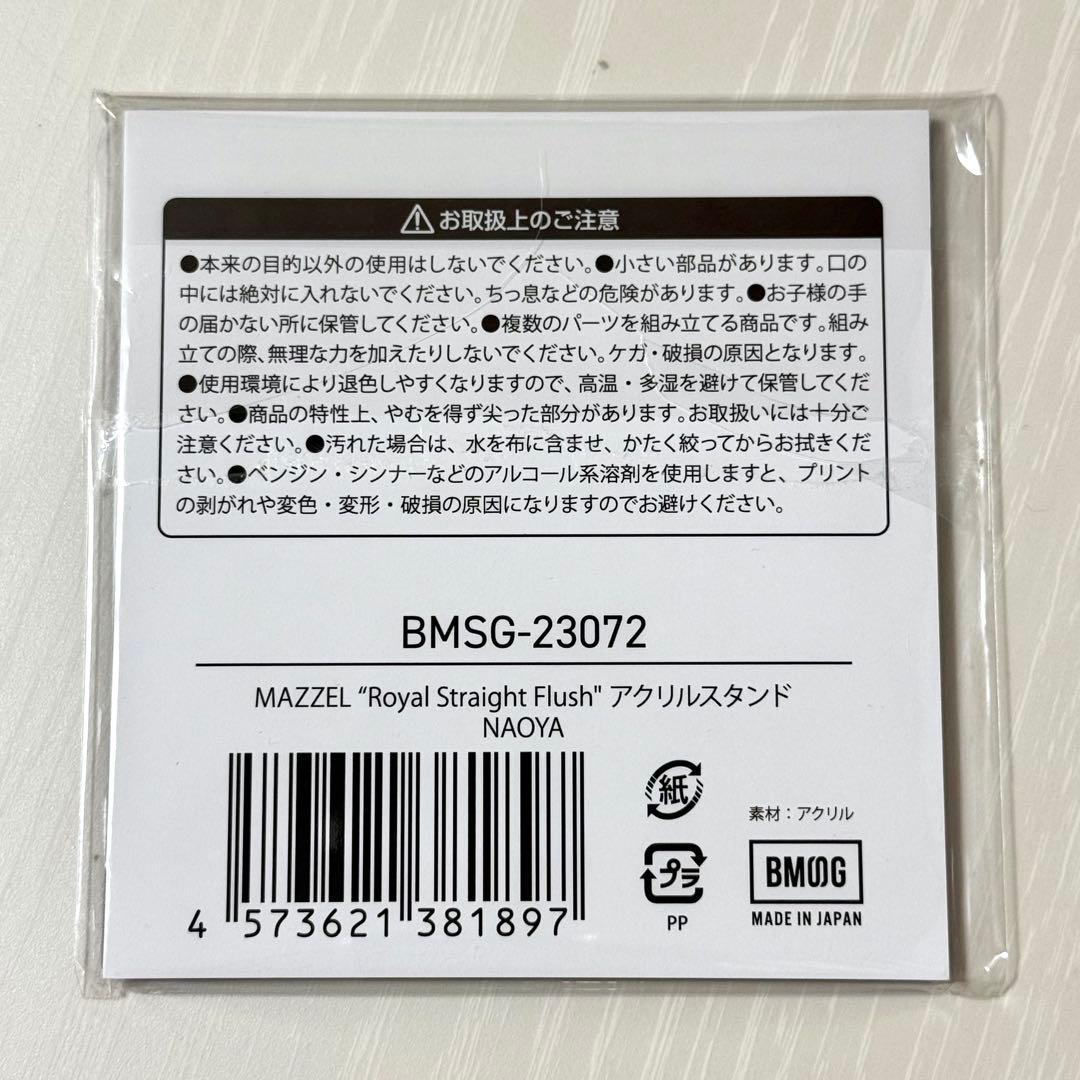 ⚠お取扱上のご注意
●本来の目的以外の使用はしないでください。●小さい部品があります。口の
中には絶対に入れないでください。ちっ息などの危険があります。●お子様の手
の届かない所に保管してください。●複数のパーツを組み立てる商品です。組み
立ての際、無理な力を加えたりしないでください。ケガ・破損の原因となります。
●使用環境により退色しやすくなりますので、高温・多湿を避けて保管してくだ
さい。●商品の特性上、やむを得ず尖った部分があります。お取扱いには十分ご
注意ください。●汚れた場合は、水を布に含ませ、かたく絞ってからお拭きくだ
さい。●ベンジン・シンナーなどのアルコール系溶剤を使用しますと、プリント
の剥がれや変色・変形・破損の原因になりますのでお避けください。
BMSG-23072
MAZZEL “Royal Straight Flush" アクリルスタンド
NAOYA
4 573621 381897
紙
プラ
PP
素材：アクリル
BMSG
MADE IN JAPAN